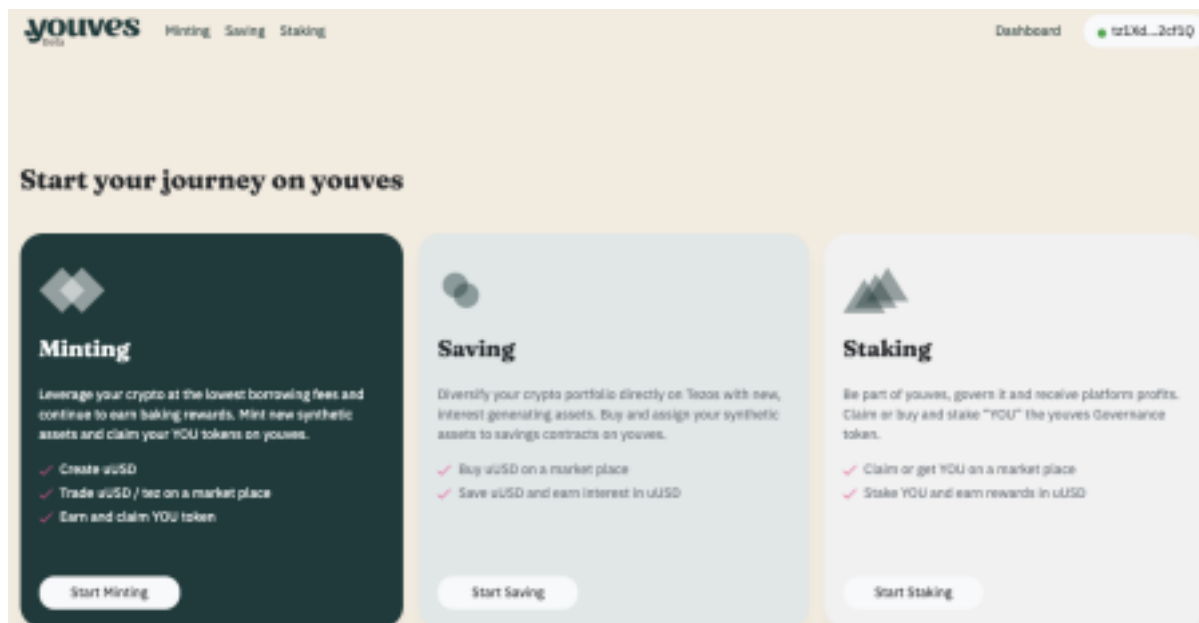 youves
beta
Minting Saving Staking
Dashboard
tz1Xd...2cf1Q
Start your journey on youves
Minting
Leverage your crypto at the lowest borrowing fees and
continue to earn baking rewards. Mint new synthetic
assets and claim your YOU tokens on youves.
Create uUSD
Trade uUSD / tez on a market place
Earn and claim YOU token
Start Minting
Saving
Diversify your crypto portfolio directly on Tezos with new,
interest generating assets. Buy and assign your synthetic
assets to savings contracts on youves.
Buy uUSD on a market place
Save uUSD and earn interest in uUSD
Start Saving
Staking
Be part of youves, govern it and receive platform profits.
Claim or buy and stake "YOU" the youves Governance
token.
Claim or get YOU on a market place
Stake YOU and earn rewards in uUSD
Start Staking